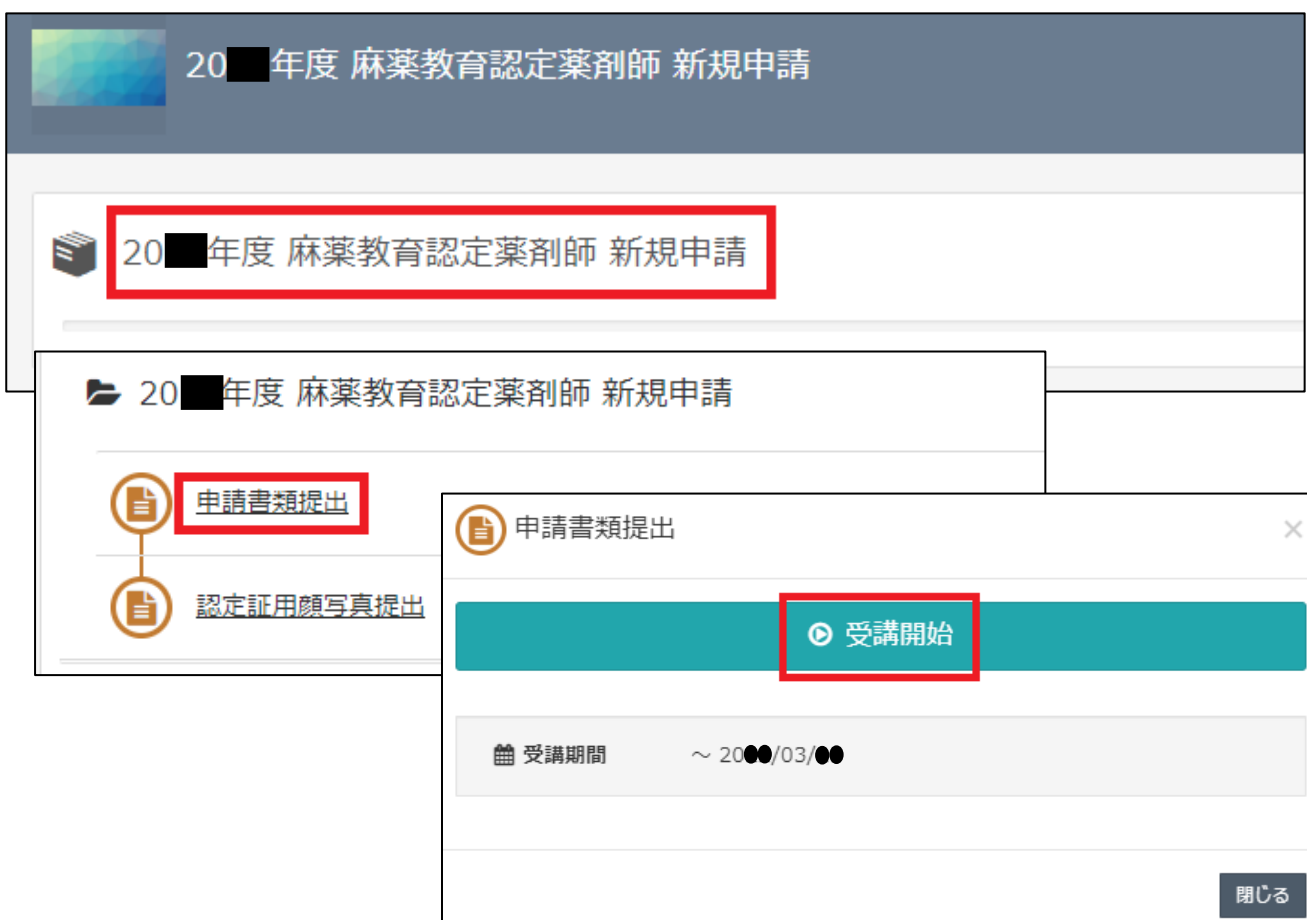 20██年度 麻薬教育認定薬剤師 新規申請
20██年度 麻薬教育認定薬剤師 新規申請
20██年度 麻薬教育認定薬剤師 新規申請
申請書類提出
認定証用顔写真提出
申請書類提出 ×
受講開始
受講期間 ～ 20●●/03/●●
閉じる